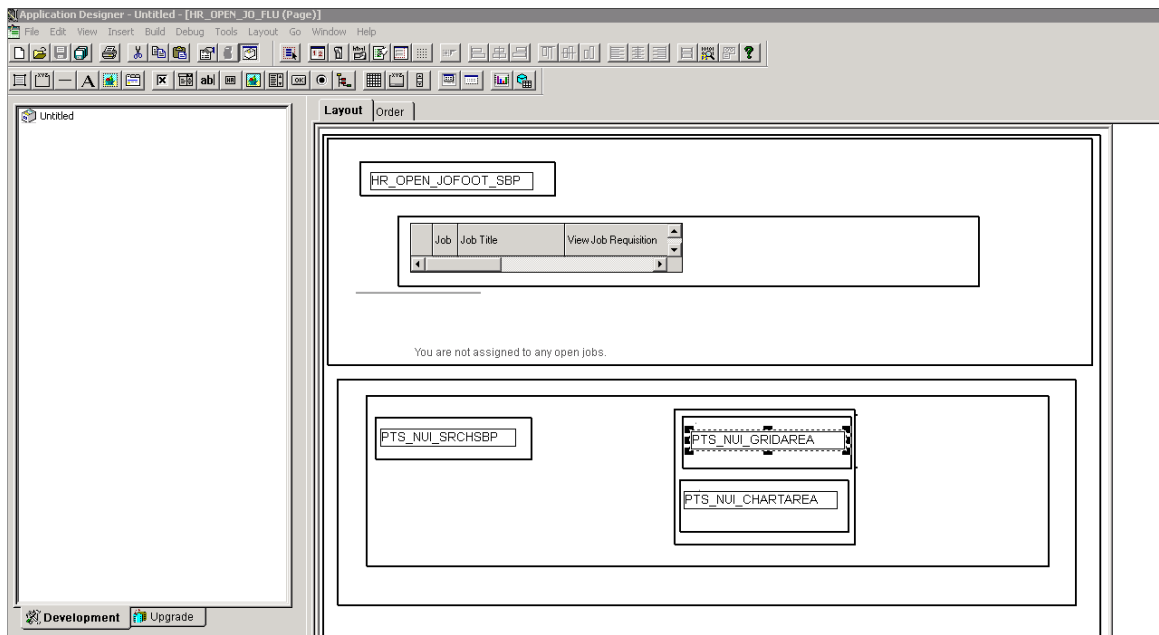 Application Designer - Untitled - [HR_OPEN_JO_FLU (Page)]
File Edit View Insert Build Debug Tools Layout Go Window Help
Layout Order
Untitled
HR_OPEN_JOFOOT_SBP
Job Job Title View Job Requisition
You are not assigned to any open jobs.
PTS_NUI_SRCHSBP
PTS_NUI_GRIDAREA
PTS_NUI_CHARTAREA
Development Upgrade